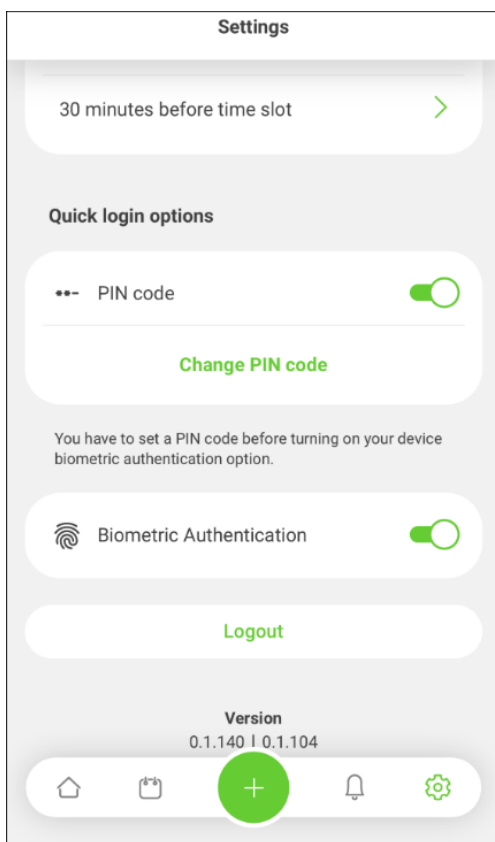 Settings
30 minutes before time slot
Quick login options
PIN code
Change PIN code
You have to set a PIN code before turning on your device
biometric authentication option.
Biometric Authentication
Logout
Version
0.1.140 | 0.1.104